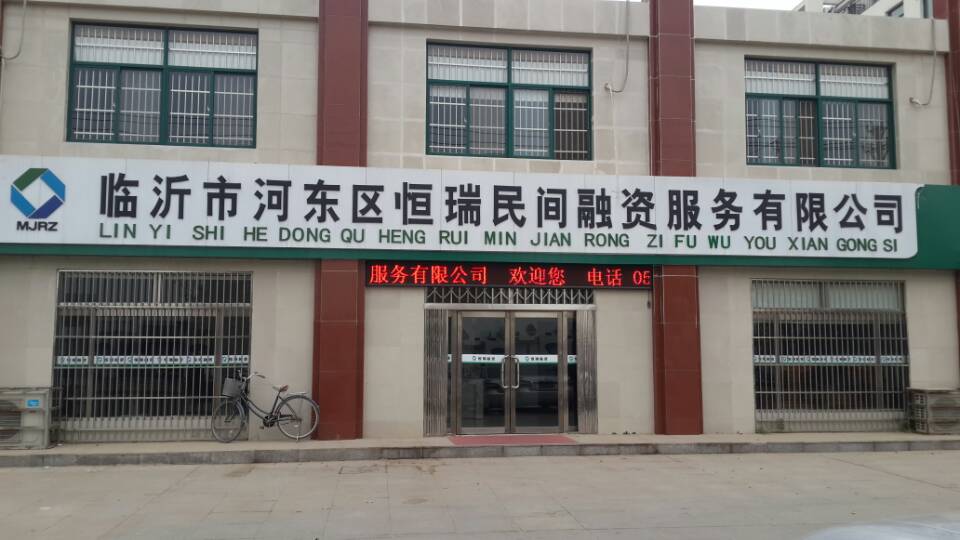 临沂市河东区恒瑞民间融资服务有限公司
MJRZ
LIN YI SHI HE DONG QU HENG RUI MIN JIAN RONG ZI FU WU YOU XIAN GONG SI
服务有限公司 欢迎您 电话 05